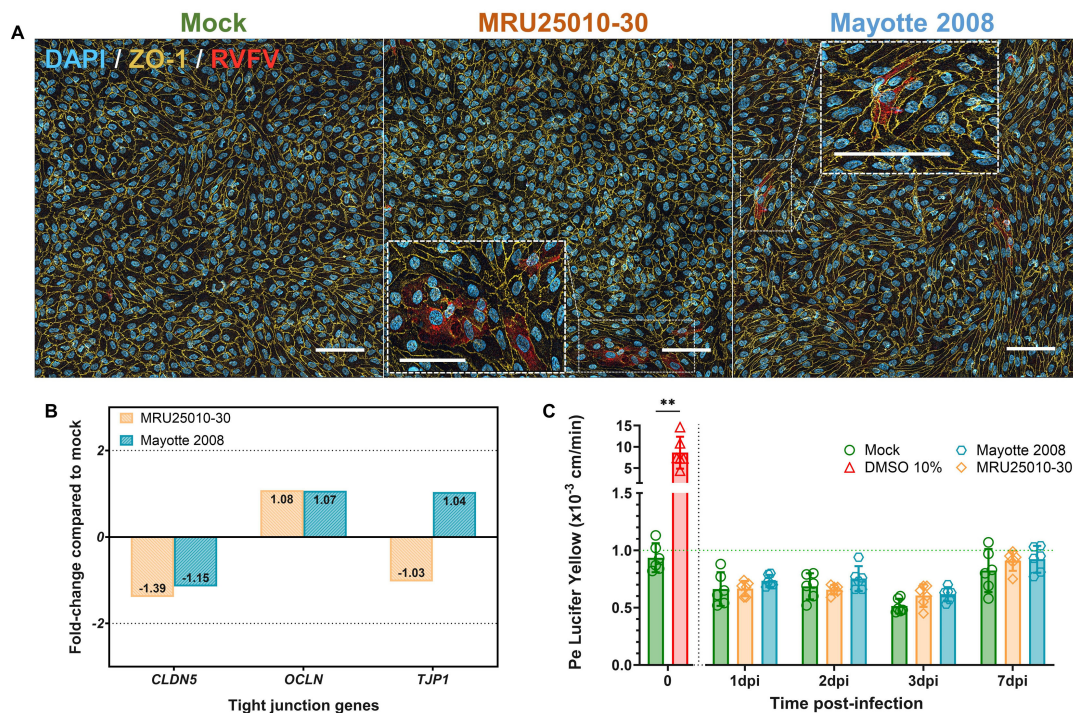 Mock
MRU25010-30
Mayotte 2008
A
DAPI / ZO-1 / RVFV
B
MRU25010-30
Mayotte 2008
Fold-change compared to mock
2
0
-2
-1.39
-1.15
1.08
1.07
-1.03
1.04
CLDN5
OCLN
TJP1
Tight junction genes
C
Pe Lucifer Yellow (x10⁻³ cm/min)
**
15
10
5
1.0
0.5
0.0
Mock
DMSO 10%
Mayotte 2008
MRU25010-30
0
1dpi
2dpi
3dpi
7dpi
Time post-infection